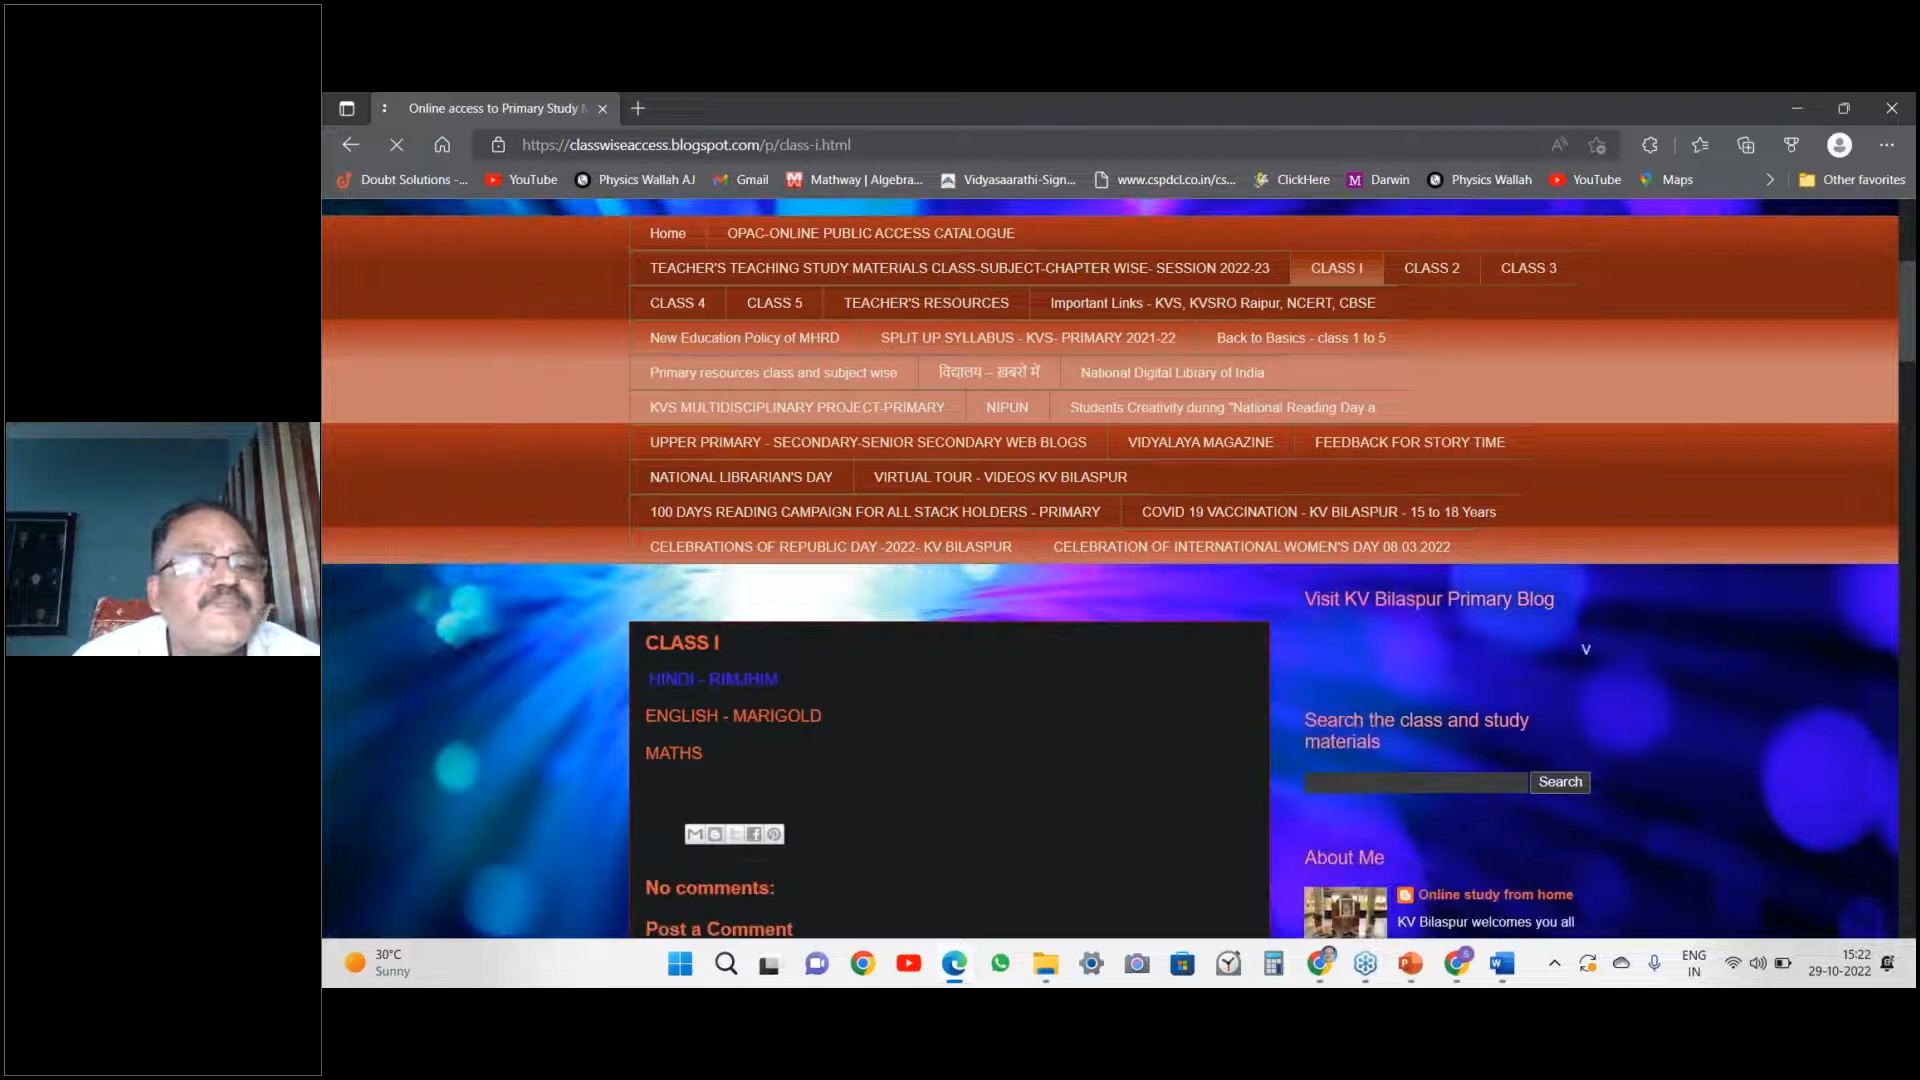 Online access to Primary Study
https://classwiseaccess.blogspot.com/p/class-i.html
Doubt Solutions -... YouTube Physics Wallah AJ Gmail Mathway | Algebra... Vidyasaarathi-Sign... www.cspdcl.co.in/cs... ClickHere Darwin Physics Wallah YouTube Maps Other favorites
Home OPAC-ONLINE PUBLIC ACCESS CATALOGUE
TEACHER'S TEACHING STUDY MATERIALS CLASS-SUBJECT-CHAPTER WISE- SESSION 2022-23 CLASS I CLASS 2 CLASS 3
CLASS 4 CLASS 5 TEACHER'S RESOURCES Important Links - KVS, KVSRO Raipur, NCERT, CBSE
New Education Policy of MHRD SPLIT UP SYLLABUS - KVS- PRIMARY 2021-22 Back to Basics - class 1 to 5
Primary resources class and subject wise विद्यालय – ख़बरों में National Digital Library of India
KVS MULTIDISCIPLINARY PROJECT-PRIMARY NIPUN Students Creativity during "National Reading Day a
UPPER PRIMARY - SECONDARY-SENIOR SECONDARY WEB BLOGS VIDYALAYA MAGAZINE FEEDBACK FOR STORY TIME
NATIONAL LIBRARIAN'S DAY VIRTUAL TOUR - VIDEOS KV BILASPUR
100 DAYS READING CAMPAIGN FOR ALL STACK HOLDERS - PRIMARY COVID 19 VACCINATION - KV BILASPUR - 15 to 18 Years
CELEBRATIONS OF REPUBLIC DAY -2022- KV BILASPUR CELEBRATION OF INTERNATIONAL WOMEN'S DAY 08.03.2022
CLASS I
HINDI - RIMJHIM
ENGLISH - MARIGOLD
MATHS
No comments:
Post a Comment
Visit KV Bilaspur Primary Blog
V
Search the class and study
materials
Search
About Me
Online study from home
KV Bilaspur welcomes you all
30°C
Sunny
ENG
IN
15:22
29-10-2022